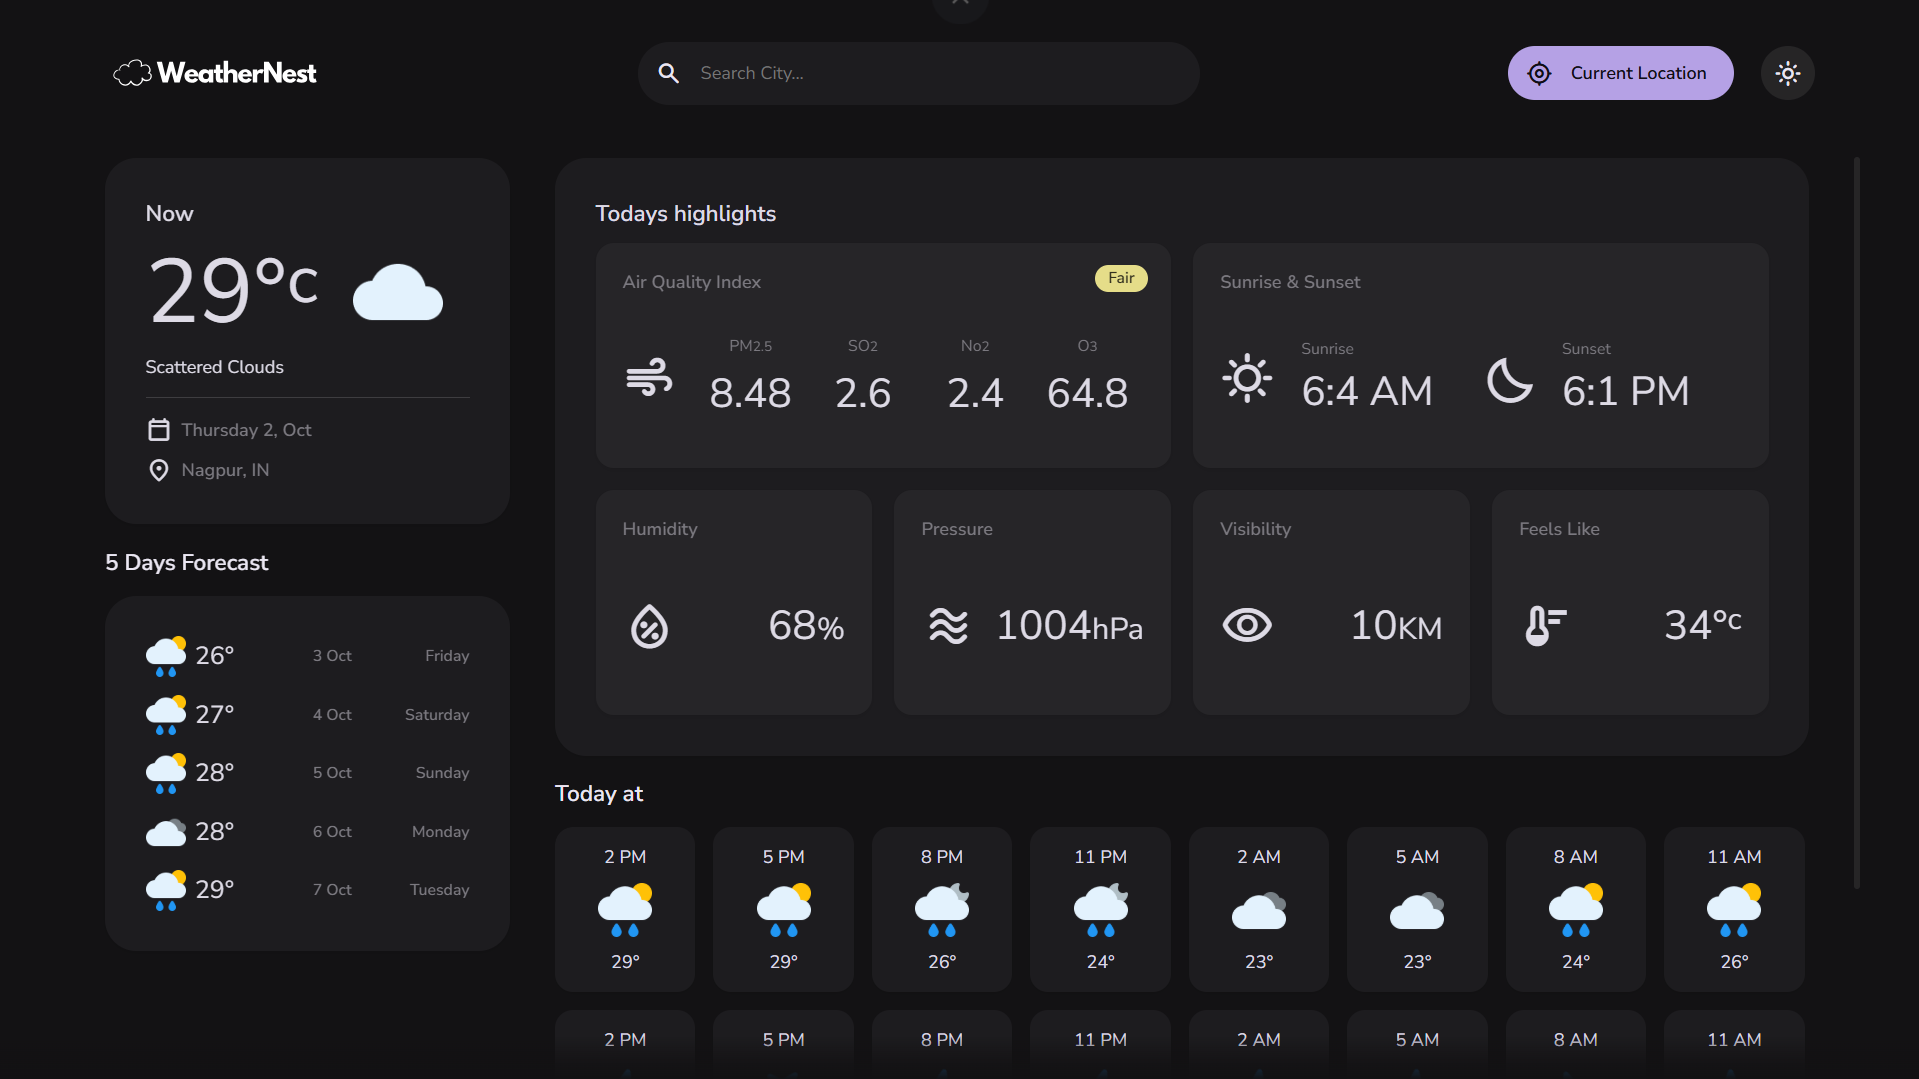 WeatherNest
Search City...
Current Location
Now
29°C
Scattered Clouds
Thursday 2, Oct
Nagpur, IN
5 Days Forecast
26° 3 Oct Friday
27° 4 Oct Saturday
28° 5 Oct Sunday
28° 6 Oct Monday
29° 7 Oct Tuesday
Todays highlights
Air Quality Index
Fair
PM2.5 SO2 No2 O3
8.48 2.6 2.4 64.8
Sunrise & Sunset
Sunrise
6:4 AM
Sunset
6:1 PM
Humidity
68%
Pressure
1004hPa
Visibility
10KM
Feels Like
34°C
Today at
2 PM 5 PM 8 PM 11 PM 2 AM 5 AM 8 AM 11 AM
29° 29° 26° 24° 23° 23° 24° 26°
2 PM 5 PM 8 PM 11 PM 2 AM 5 AM 8 AM 11 AM